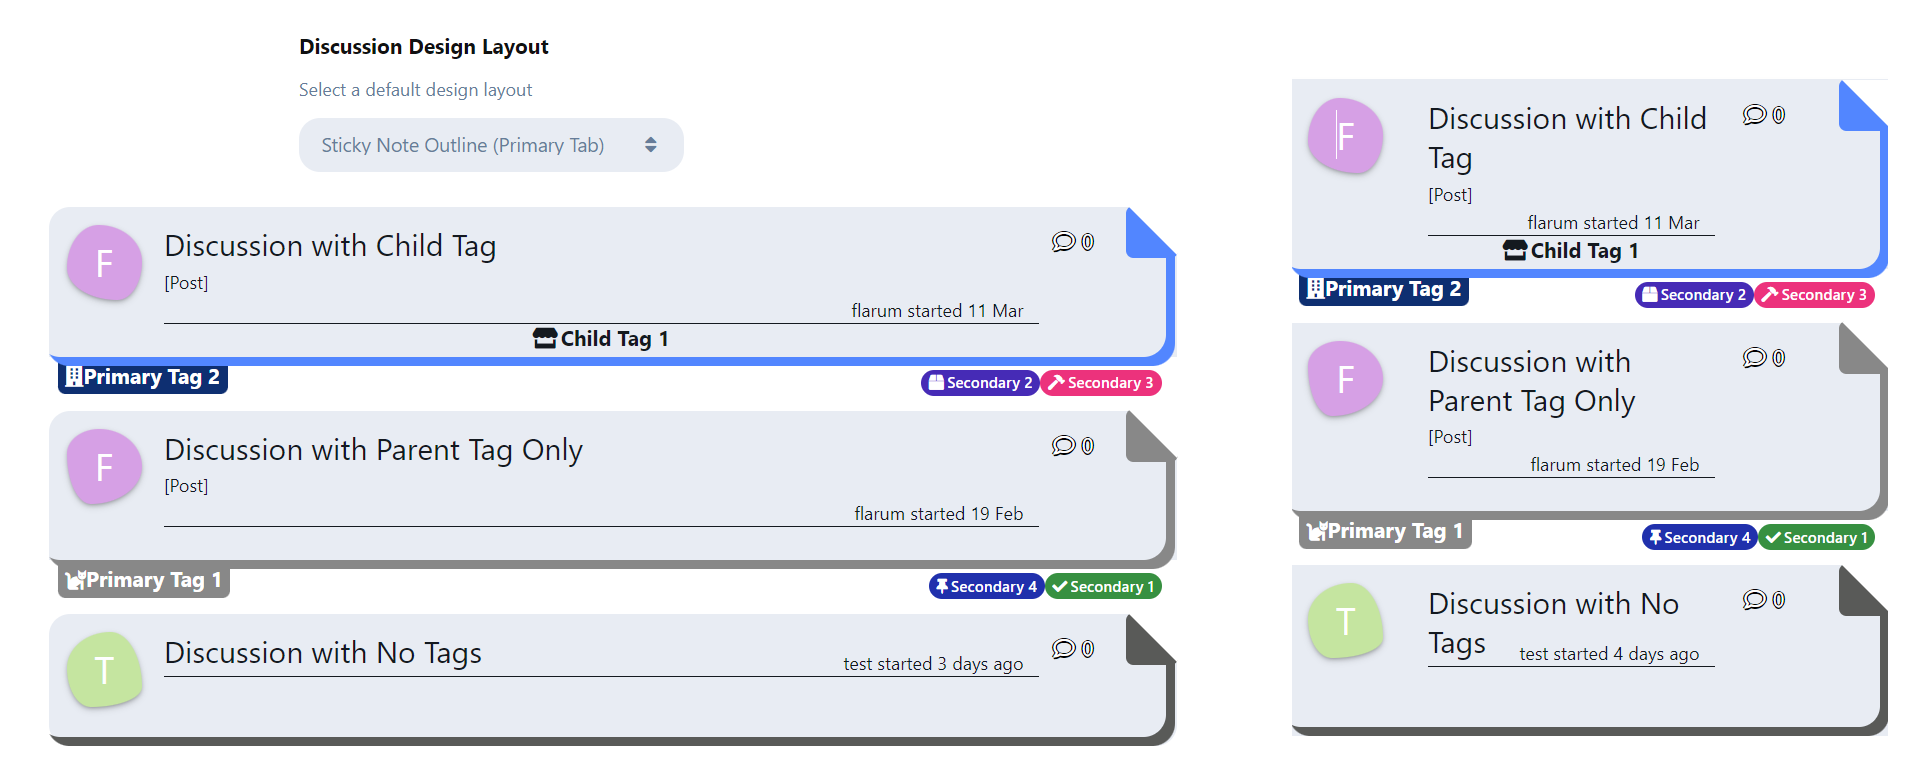 Discussion Design Layout
Select a default design layout
Sticky Note Outline (Primary Tab)
F
Discussion with Child Tag
0
[Post]
flarum started 11 Mar
Child Tag 1
Primary Tag 2
Secondary 2
Secondary 3
F
Discussion with Parent Tag Only
0
[Post]
flarum started 19 Feb
Primary Tag 1
Secondary 4
Secondary 1
T
Discussion with No Tags
test started 3 days ago
0
F
Discussion with Child
Tag
0
[Post]
flarum started 11 Mar
Child Tag 1
Primary Tag 2
Secondary 2
Secondary 3
F
Discussion with
Parent Tag Only
0
[Post]
flarum started 19 Feb
Primary Tag 1
Secondary 4
Secondary 1
T
Discussion with No
Tags
0
test started 4 days ago